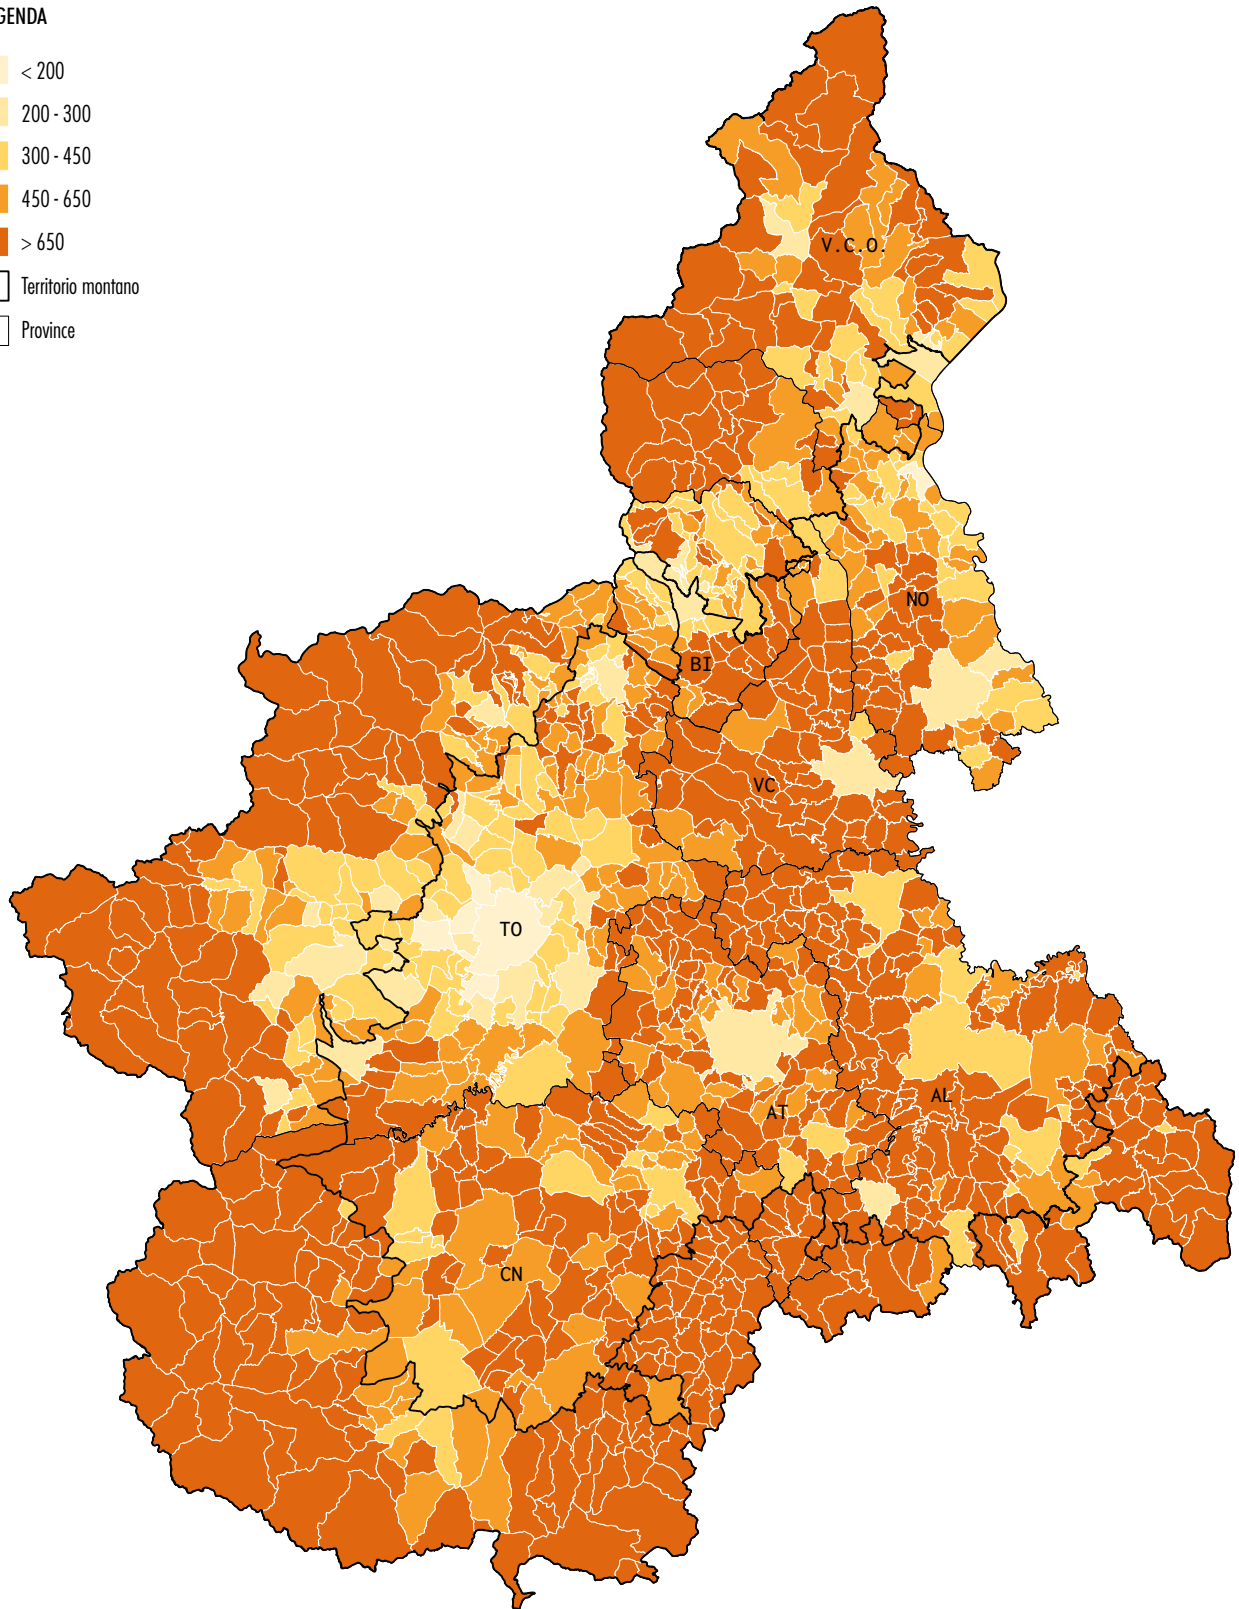 GENDA
< 200
200 - 300
300 - 450
450 - 650
> 650
Territorio montano
Province
V.C.O.
NO
BI
VC
TO
AL
AT
CN